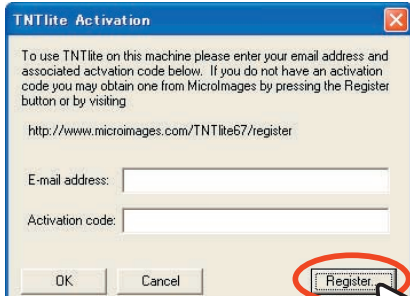 TNTlite Activation
To use TNTlite on this machine please enter your email address and
associated actvation code below. If you do not have an activation
code you may obtain one from MicroImages by pressing the Register
button or by visiting
http://www.microimages.com/TNTlite67/register
E-mail address:
Activation code:
OK Cancel Register...